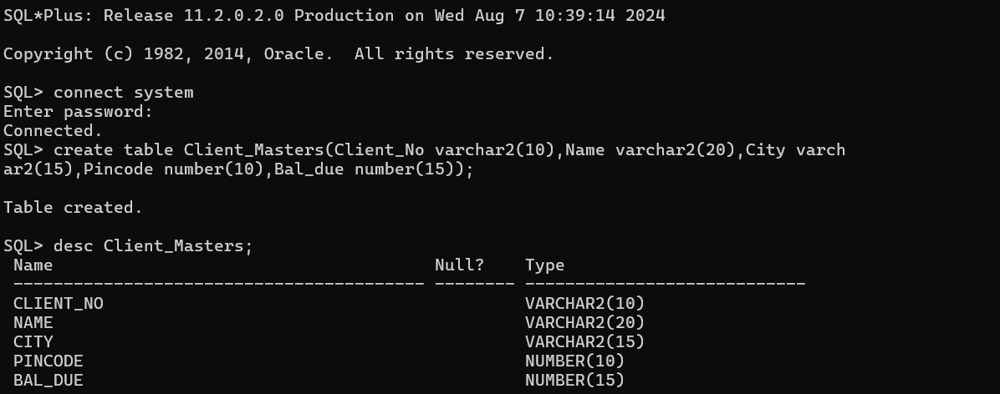 SQL*Plus: Release 11.2.0.2.0 Production on Wed Aug 7 10:39:14 2024
Copyright (c) 1982, 2014, Oracle.  All rights reserved.
SQL> connect system
Enter password:
Connected.
SQL> create table Client_Masters(Client_No varchar2(10),Name varchar2(20),City varch
ar2(15),Pincode number(10),Bal_due number(15));
Table created.
SQL> desc Client_Masters;
 Name                                      Null?    Type
 ----------------------------------------- -------- ----------------------------
 CLIENT_NO                                          VARCHAR2(10)
 NAME                                               VARCHAR2(20)
 CITY                                               VARCHAR2(15)
 PINCODE                                            NUMBER(10)
 BAL_DUE                                            NUMBER(15)